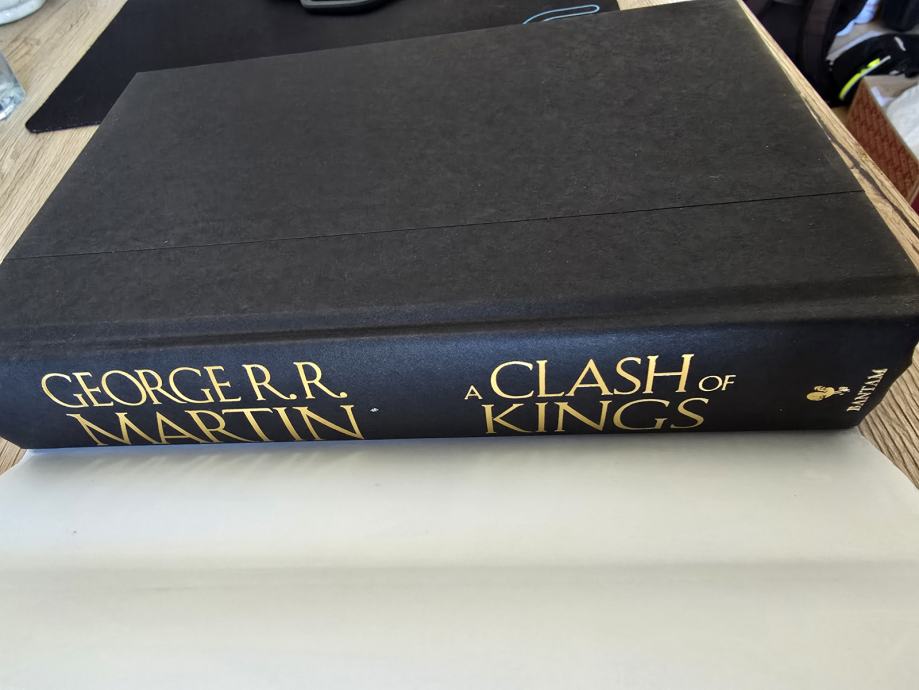 GEORGE R. R.
MARTIN
A CLASH OF
KINGS
BANTAM